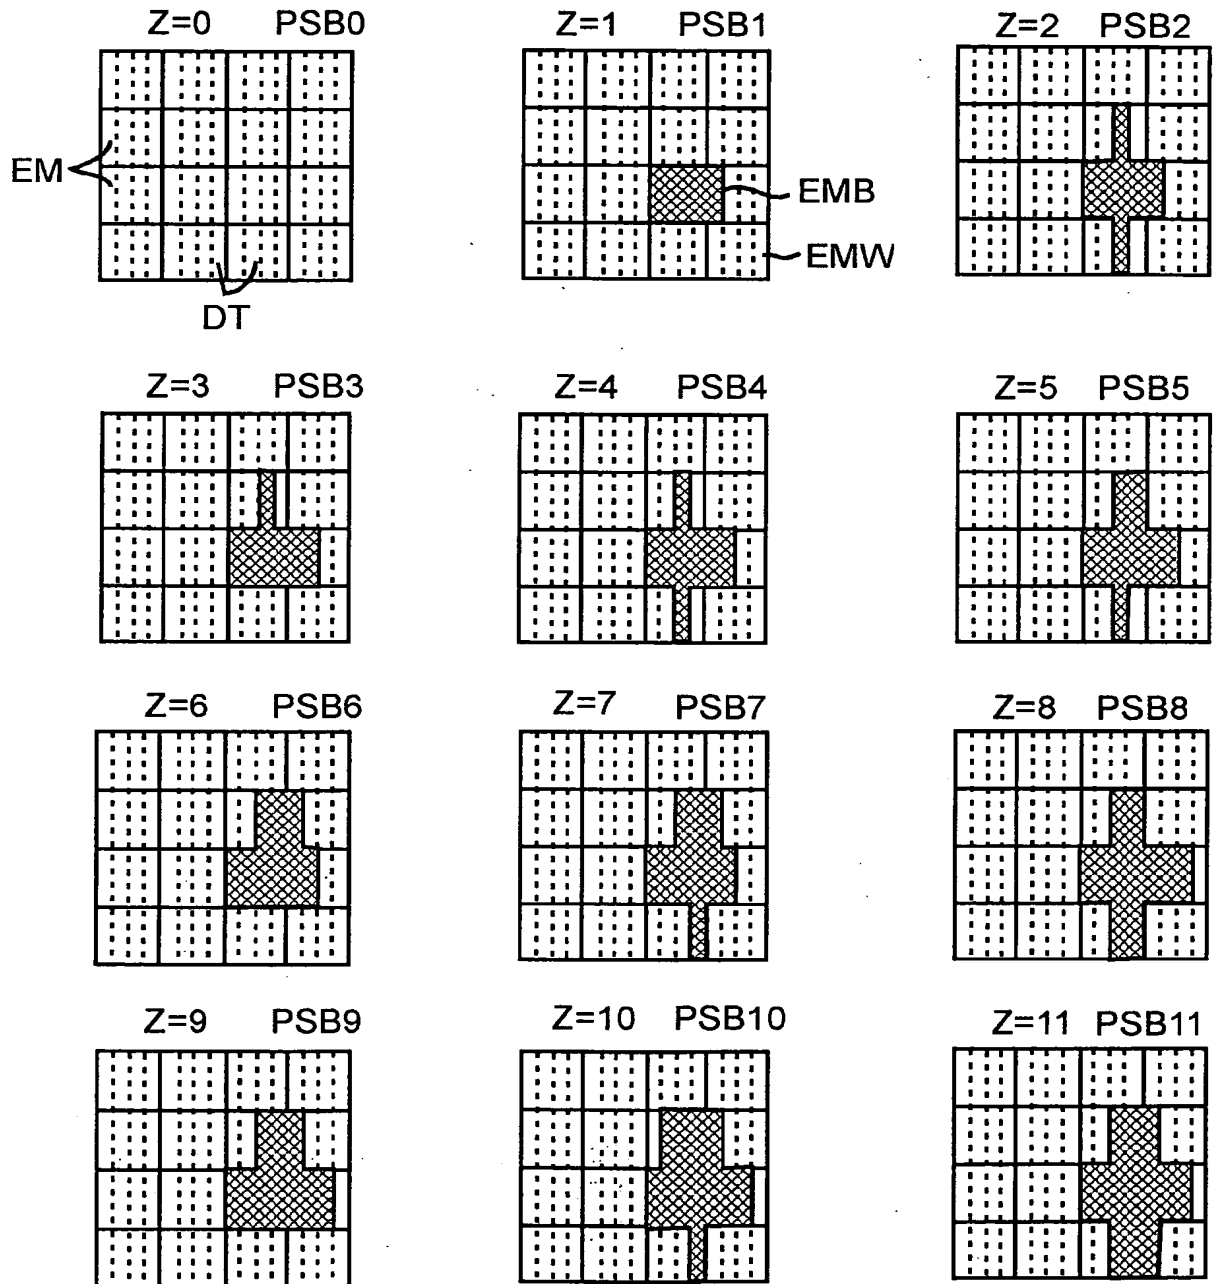 Z=0 PSB0
Z=1 PSB1
Z=2 PSB2
EM
EMB
EMW
DT
Z=3 PSB3
Z=4 PSB4
Z=5 PSB5
Z=6 PSB6
Z=7 PSB7
Z=8 PSB8
Z=9 PSB9
Z=10 PSB10
Z=11 PSB11